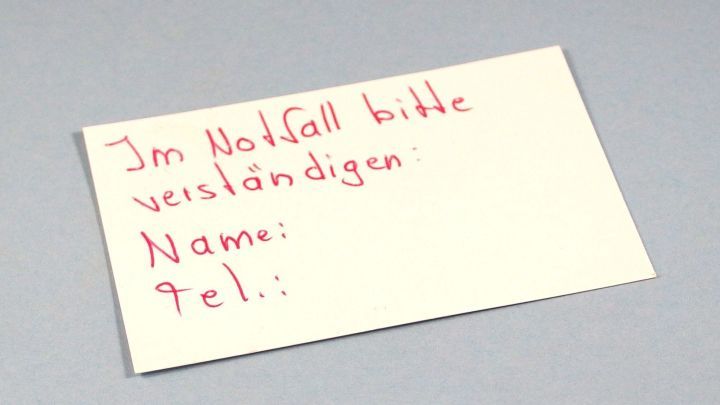 Im Notfall bitte
verständigen:
Name:
Tel.: